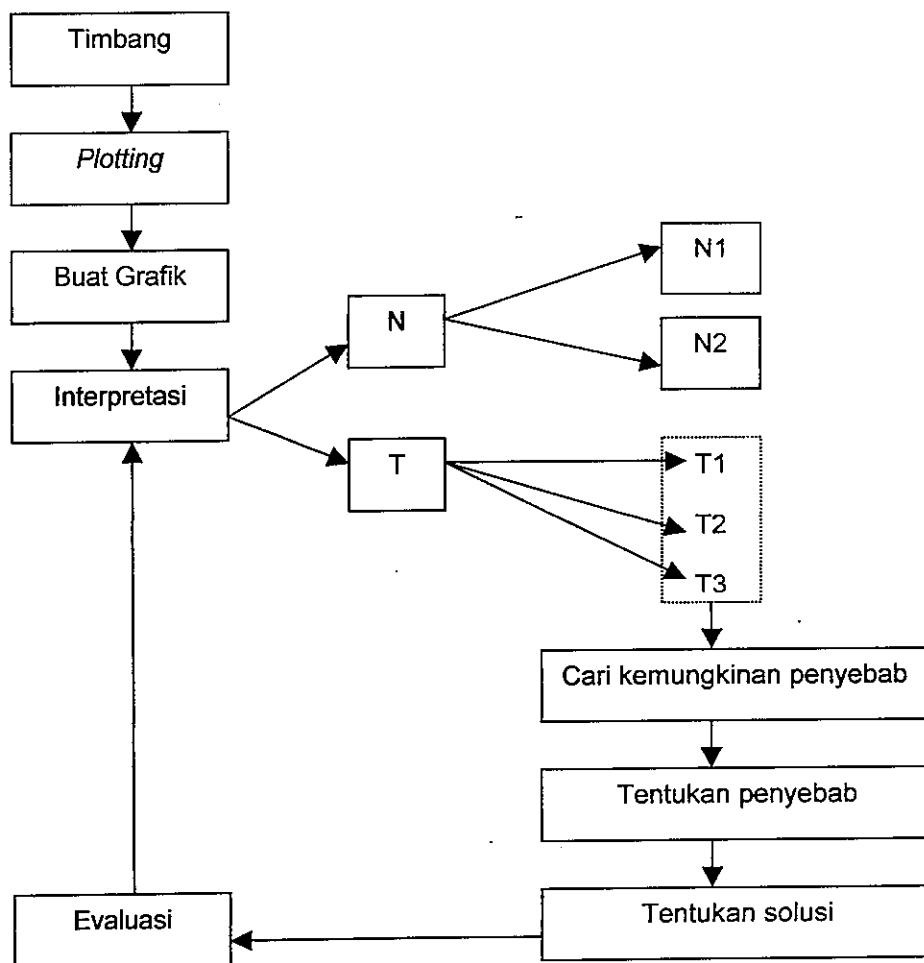 Timbang
Plotting
Buat Grafik
Interpretasi
N
N1
N2
T
T1
T2
T3
Cari kemungkinan penyebab
Tentukan penyebab
Tentukan solusi
Evaluasi